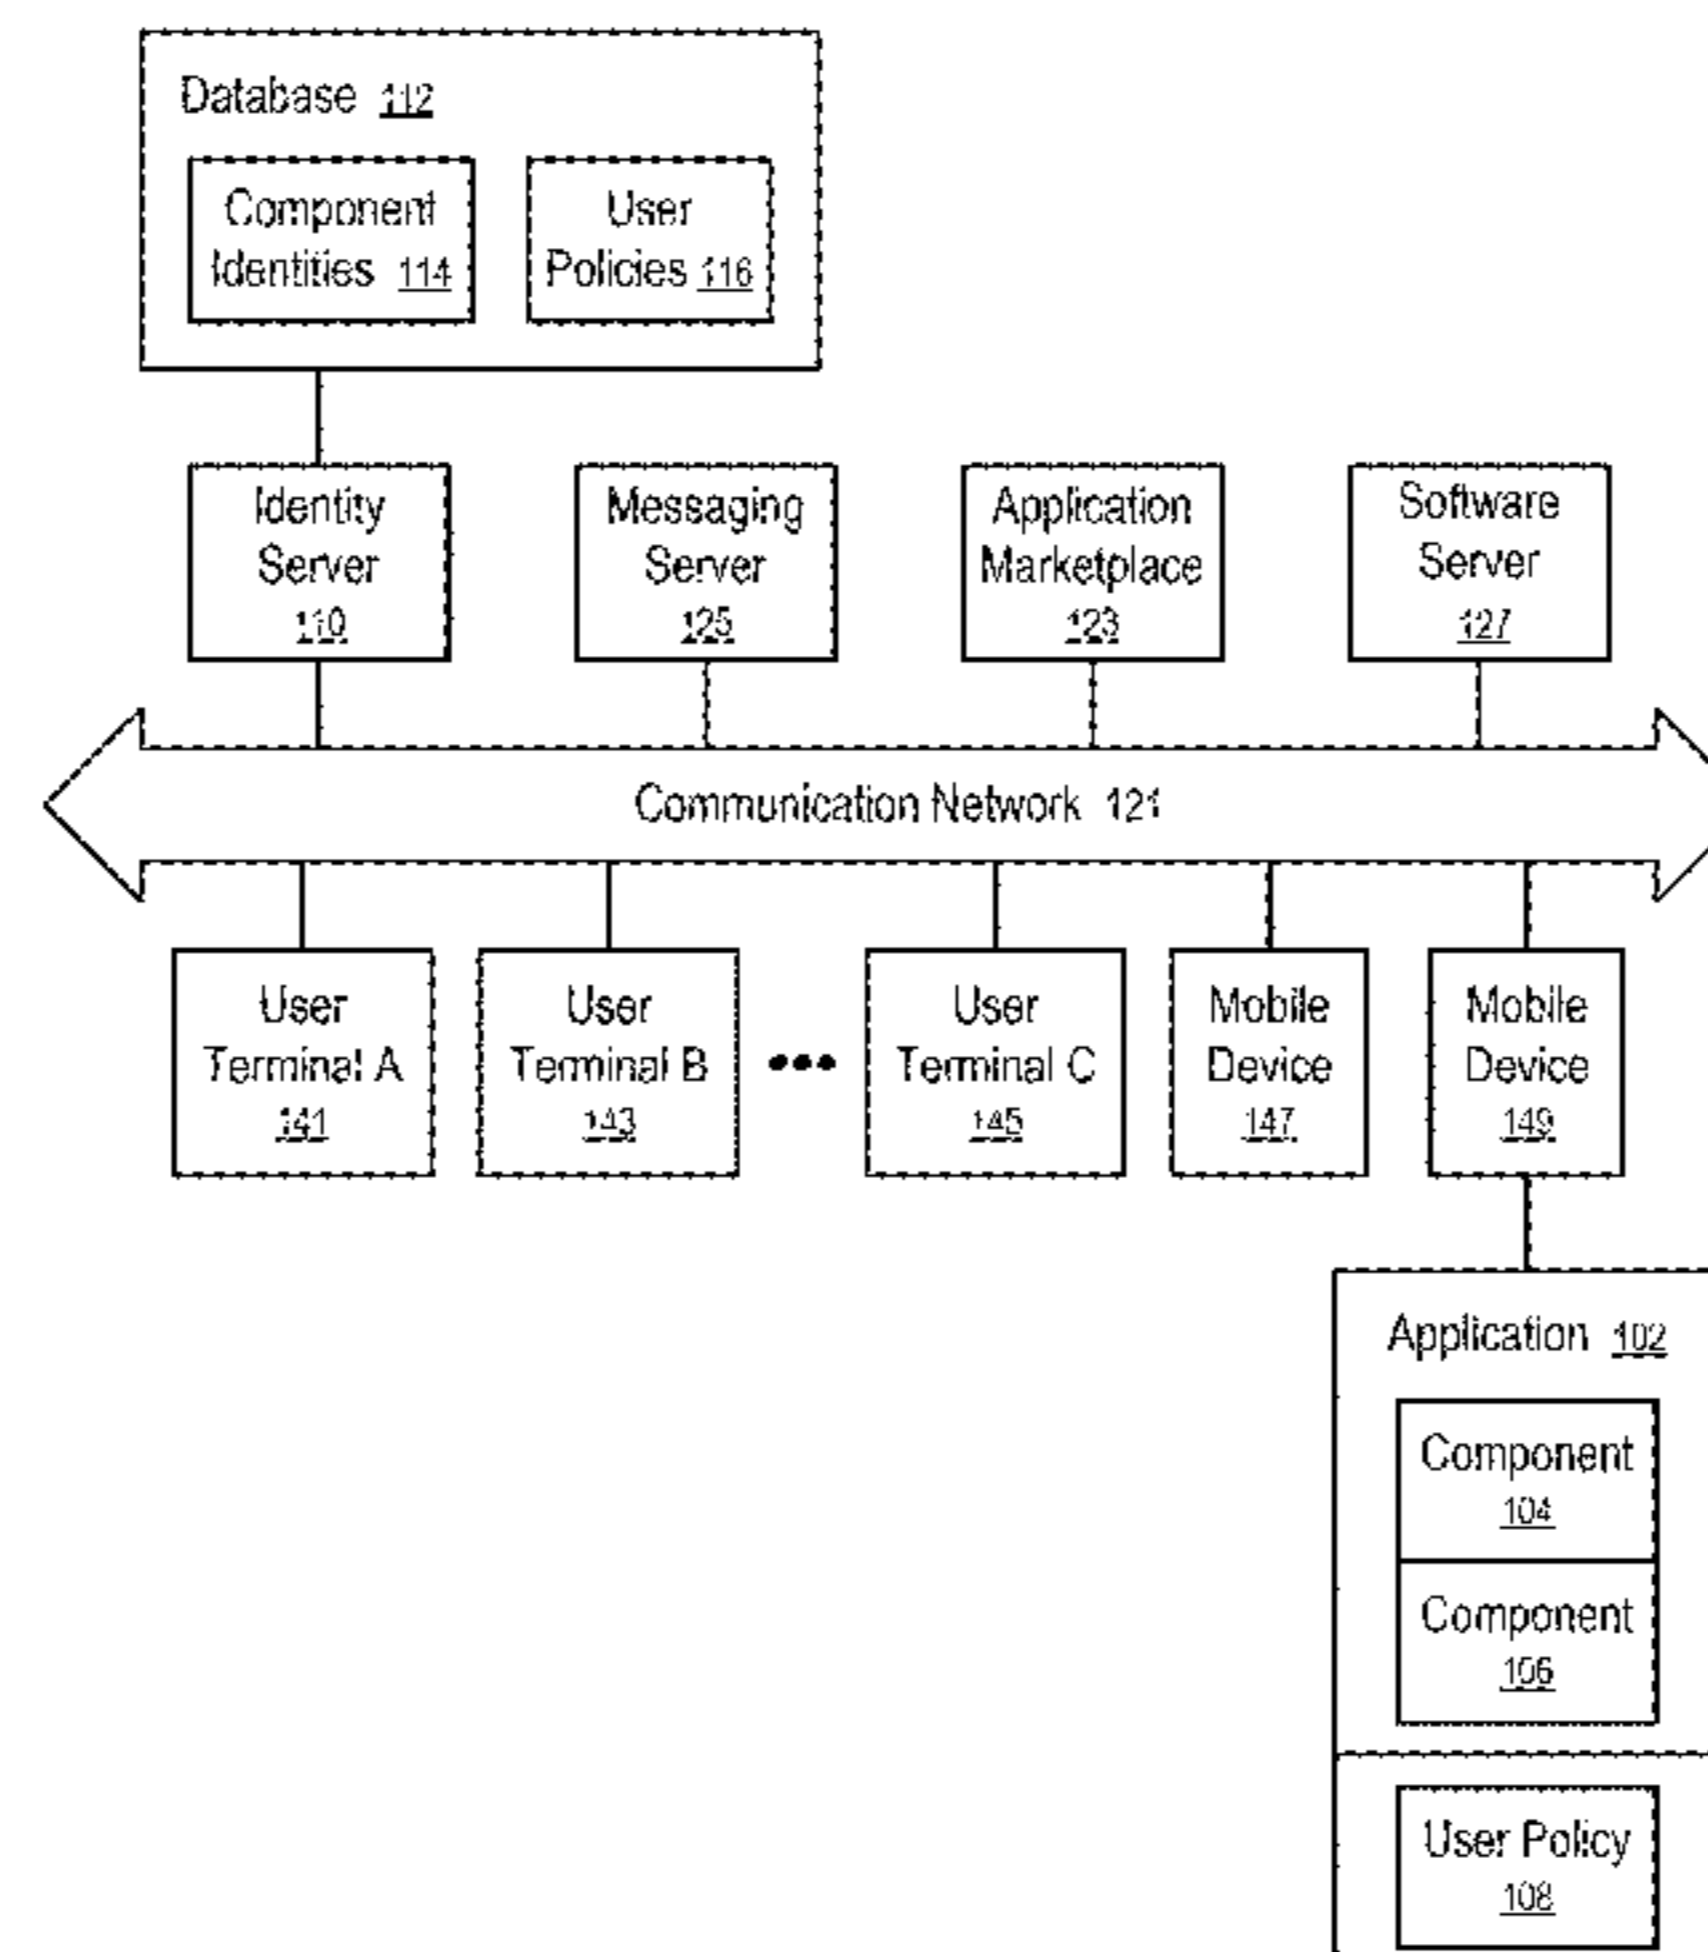 Database 112
Component
Identities 114
User
Policies 116
Identity
Server
110
Messaging
Server
125
Application
Marketplace
123
Software
Server
127
Communication Network 121
User
Terminal A
141
User
Terminal B
143
•••
User
Terminal C
145
Mobile
Device
147
Mobile
Device
149
Application 102
Component
104
Component
106
User Policy
108